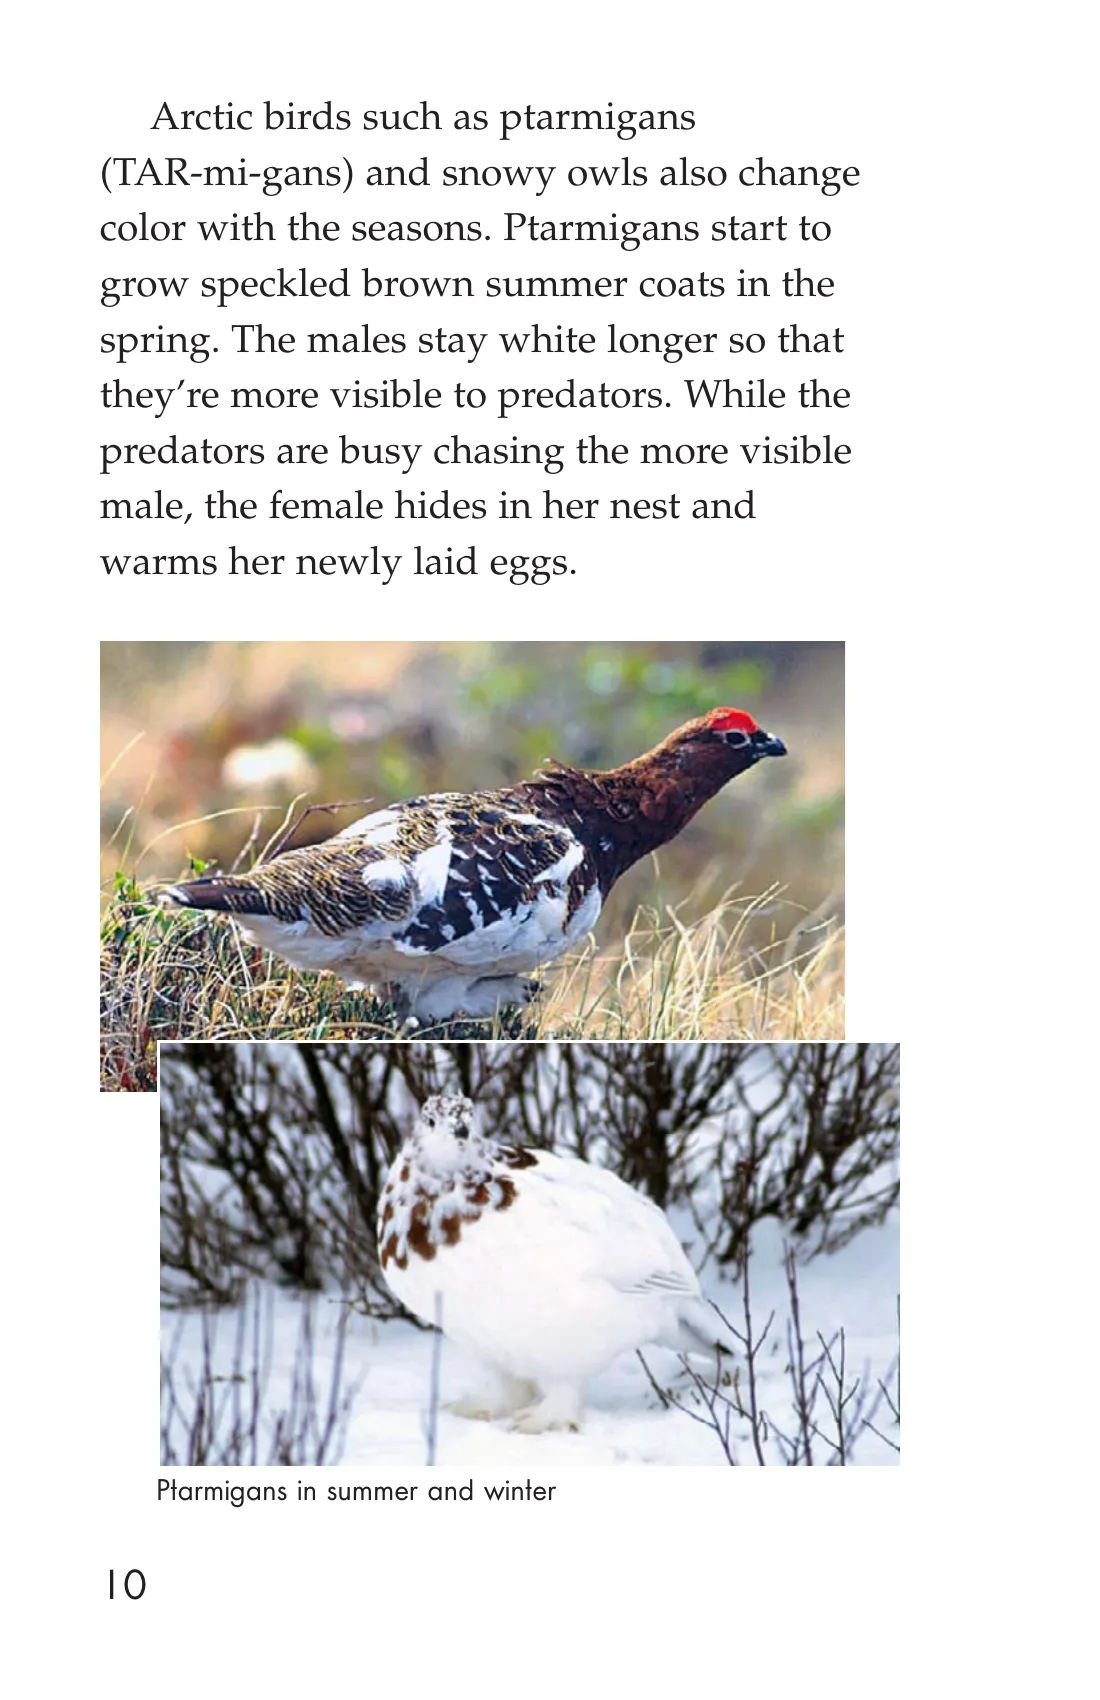 Arctic birds such as ptarmigans
(TAR-mi-gans) and snowy owls also change
color with the seasons. Ptarmigans start to
grow speckled brown summer coats in the
spring. The males stay white longer so that
they’re more visible to predators. While the
predators are busy chasing the more visible
male, the female hides in her nest and
warms her newly laid eggs.
Ptarmigans in summer and winter
10